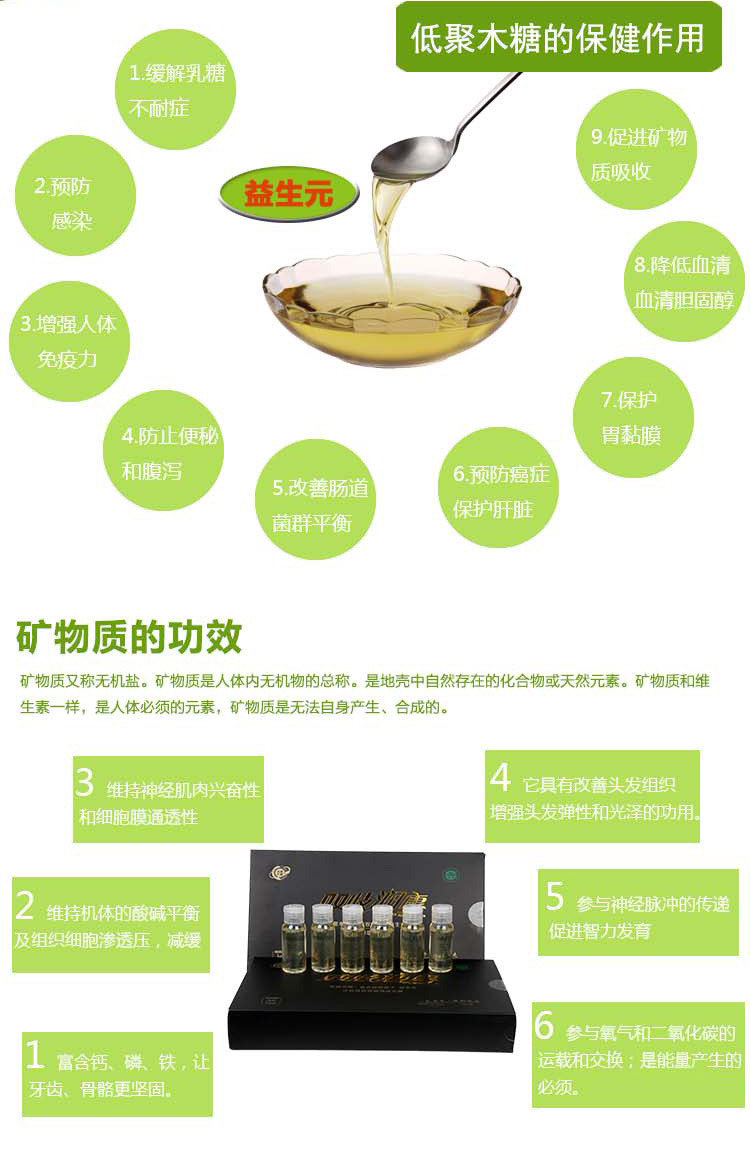 低聚木糖的保健作用
1.缓解乳糖
不耐症
2.预防
感染
3.增强人体
免疫力
4.防止便秘
和腹泻
5.改善肠道
菌群平衡
6.预防癌症
保护肝脏
7.保护
胃黏膜
8.降低血清
血清胆固醇
9.促进矿物
质吸收
益生元
矿物质的功效
矿物质又称无机盐。矿物质是人体内无机物的总称。是地壳中自然存在的化合物或天然元素。矿物质和维
生素一样，是人体必须的元素，矿物质是无法自身产生、合成的。
3 维持神经肌肉兴奋性
和细胞膜通透性
4 它具有改善头发组织
增强头发弹性和光泽的功用。
2 维持机体的酸碱平衡
及组织细胞渗透压，减缓
5 参与神经脉冲的传递
促进智力发育
1 富含钙、磷、铁，让
牙齿、骨骼更坚固。
6 参与氧气和二氧化碳的
运载和交换；是能量产生的
必须。